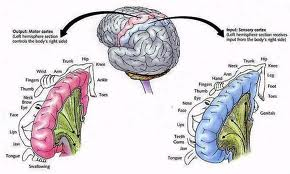 Output: Motor cortex
(Left hemisphere section
controls the body's right side)
Input: Sensory cortex
(Left hemisphere section receives
input from the body's right side)
Trunk
Hip
Knee
Arm
Wrist
Ankle
Fingers
Thumb
Toes
Neck
Brow
Eye
Nose
Face
Lips
Jaw
Tongue
Swallowing
Trunk
Hip
Neck
Knee
Arm
Leg
Hand
Fingers
Foot
Thumb
Toes
Eye
Nose
Genitals
Face
Lips
Teeth
Gums
Jaw
Tongue